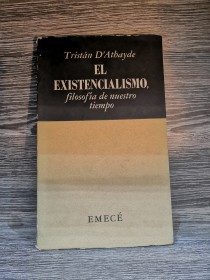 Tristán D'Athayde
EL
EXISTENCIALISMO,
filosofía de nuestro
tiempo
EMECÉ